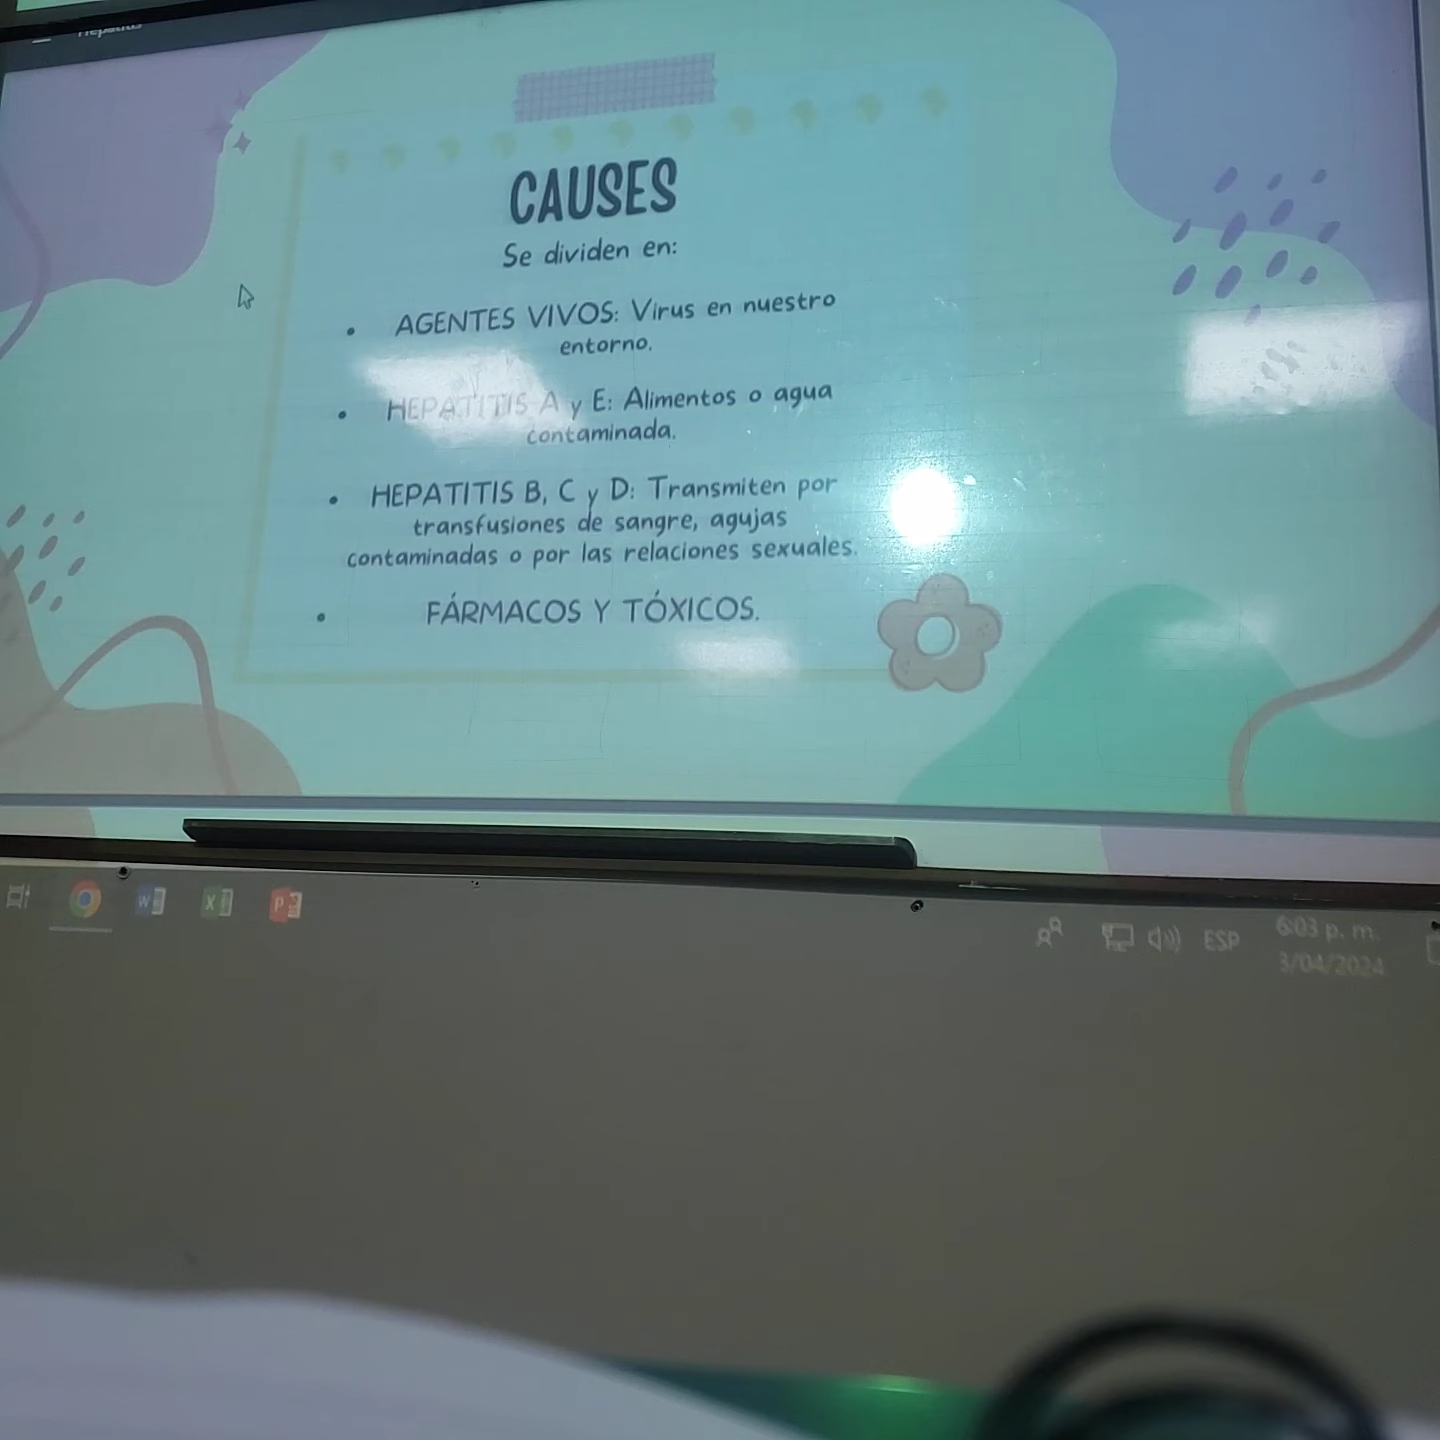 CAUSES
Se dividen en:
• AGENTES VIVOS: Virus en nuestro
entorno.
• HEPATITIS A y E: Alimentos o agua
contaminada.
• HEPATITIS B, C y D: Transmiten por
transfusiones de sangre, agujas
contaminadas o por las relaciones sexuales.
• FÁRMACOS Y TÓXICOS.
W X P
ESP 6:03 p. m.
3/04/2024